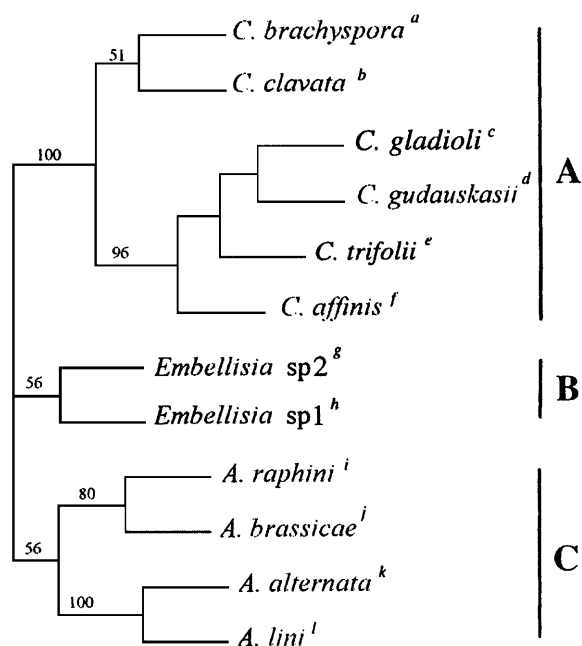 C. brachyspora a
51
C. clavata b
100
C. gladioli c
A
C. gudauskasii d
96
C. trifolii e
C. affinis f
Embellisia sp2 g
56
B
Embellisia sp1 h
A. raphini i
80
A. brassicae j
56
C
A. alternata k
100
A. lini l